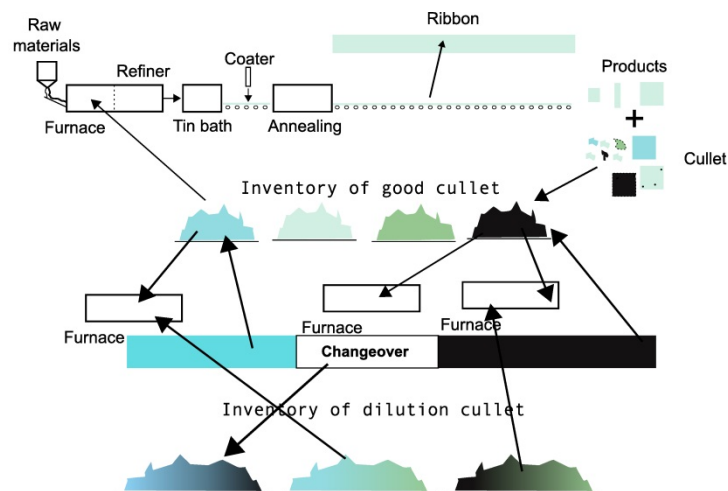 Ribbon
Raw
materials
Refiner
Coater
Products
Furnace
Tin bath
Annealing
+
Cullet
Inventory of good cullet
Furnace
Furnace
Furnace
Changeover
Inventory of dilution cullet